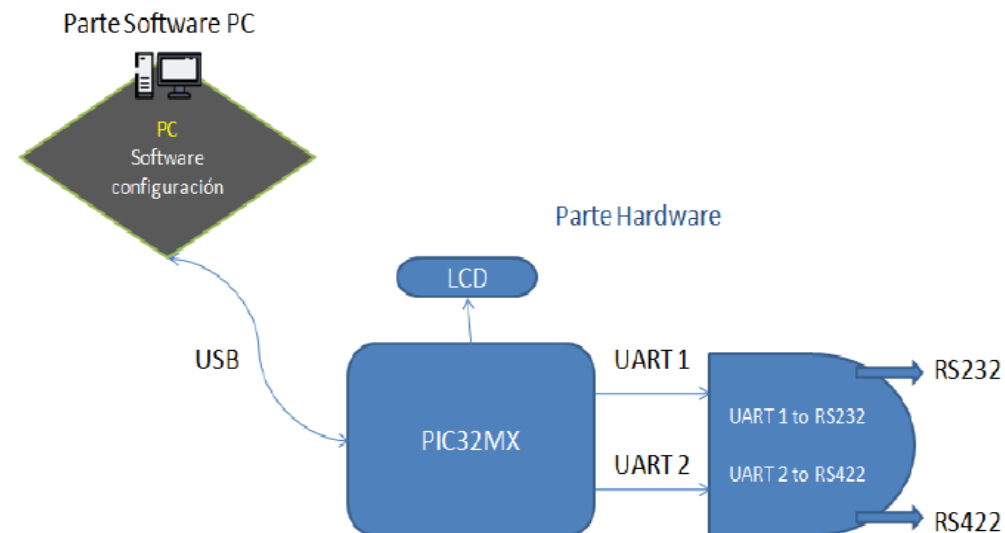 Parte Software PC
PC
Software
configuración
Parte Hardware
LCD
USB
PIC32MX
UART 1
UART 2
UART 1 to RS232
UART 2 to RS422
RS232
RS422